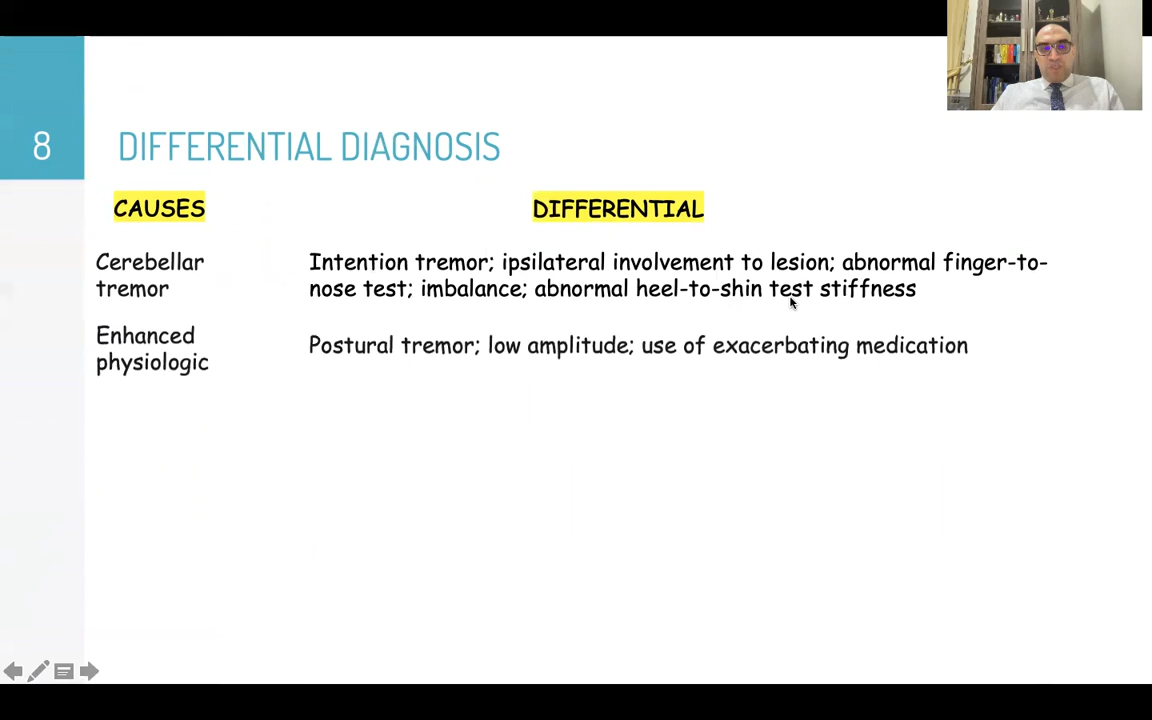 8
DIFFERENTIAL DIAGNOSIS
CAUSES
DIFFERENTIAL
Cerebellar
tremor
Intention tremor; ipsilateral involvement to lesion; abnormal finger-to-
nose test; imbalance; abnormal heel-to-shin test stiffness
Enhanced
physiologic
Postural tremor; low amplitude; use of exacerbating medication